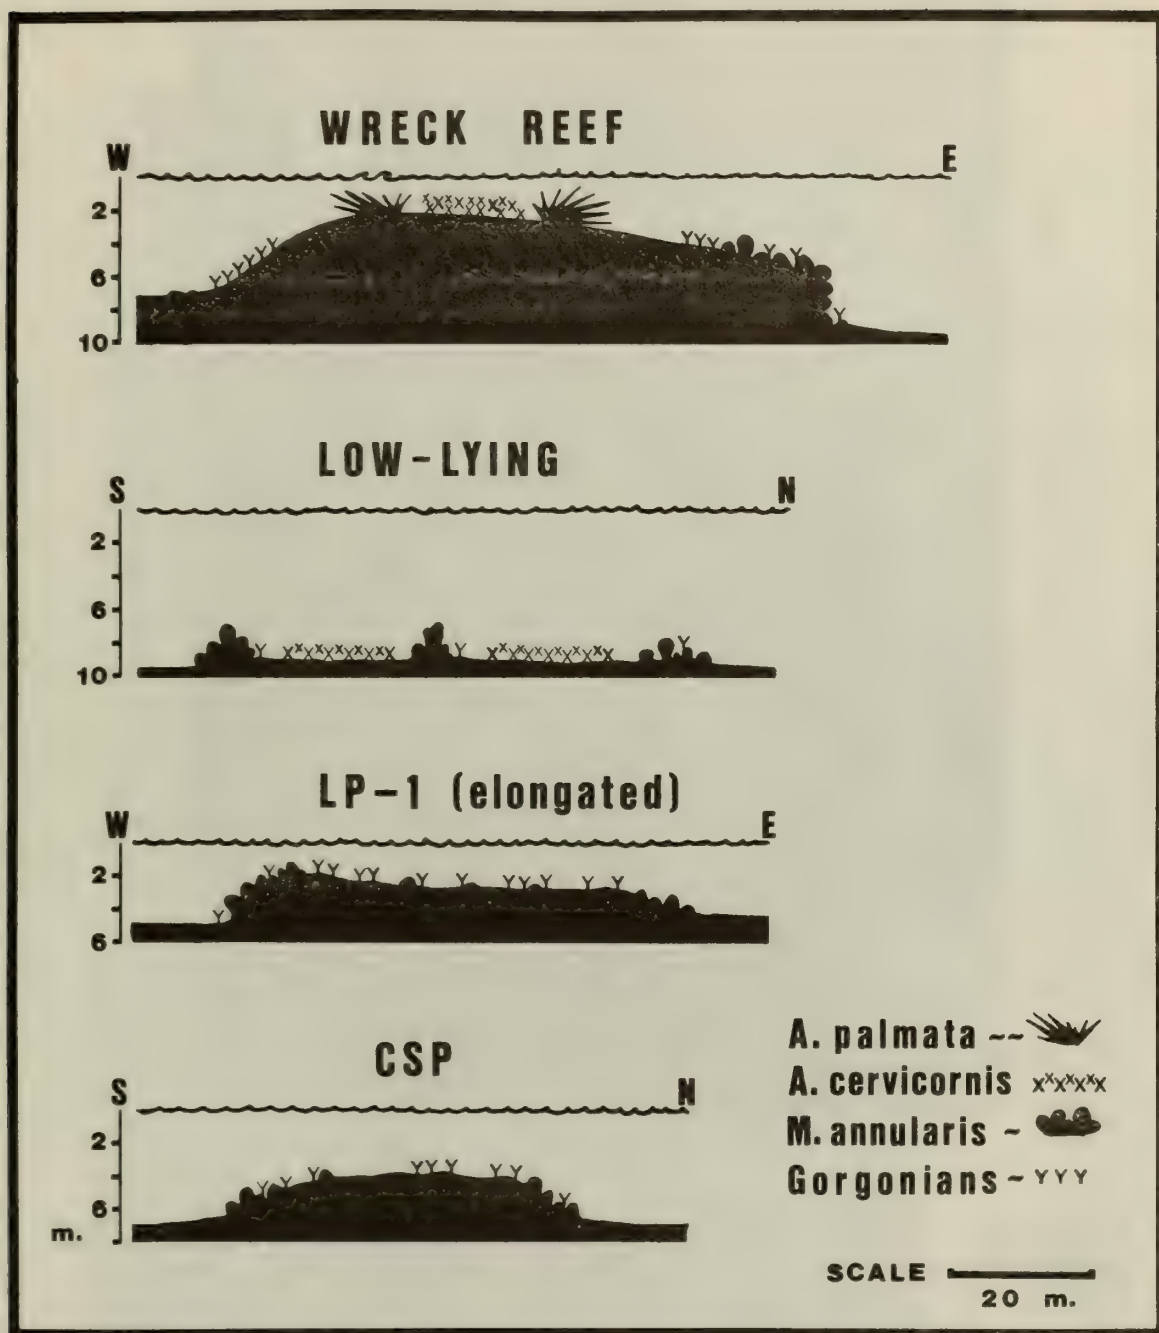 WRECK REEF
W E
2
6
10
LOW-LYING
S N
2
6
10
LP-1 (elongated)
W E
2
6
CSP
S N
2
6
m.
A. palmata --
A. cervicornis xxxxxxx
M. annularis -
Gorgonians - Y Y Y
SCALE
20 m.